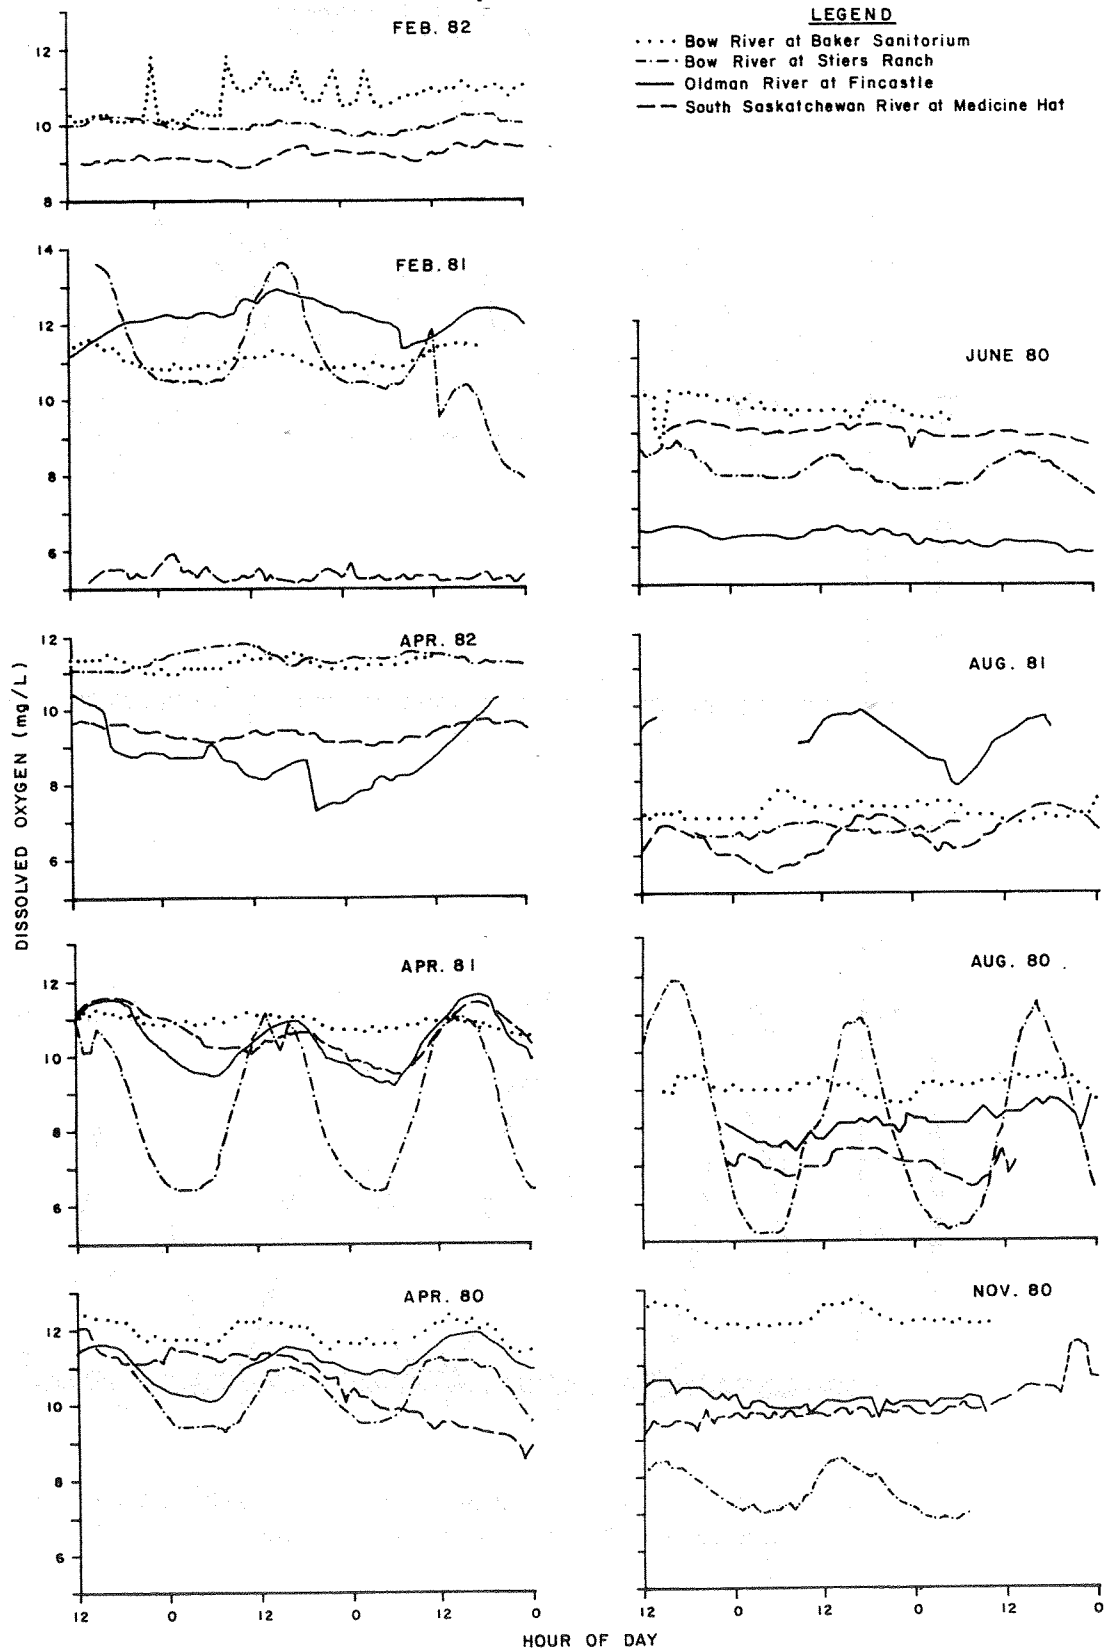 LEGEND
Bow River at Baker Sanitorium
Bow River at Stiers Ranch
Oldman River at Fincastle
South Saskatchewan River at Medicine Hat
FEB. 82
12
10
8
FEB. 81
14
12
10
8
6
JUNE 80
APR. 82
12
10
8
6
AUG. 81
DISSOLVED OXYGEN (mg/L)
APR. 81
12
10
8
6
AUG. 80
APR. 80
12
10
8
6
NOV. 80
12 0 12 0 12 0
12 0 12 0 12 0
HOUR OF DAY